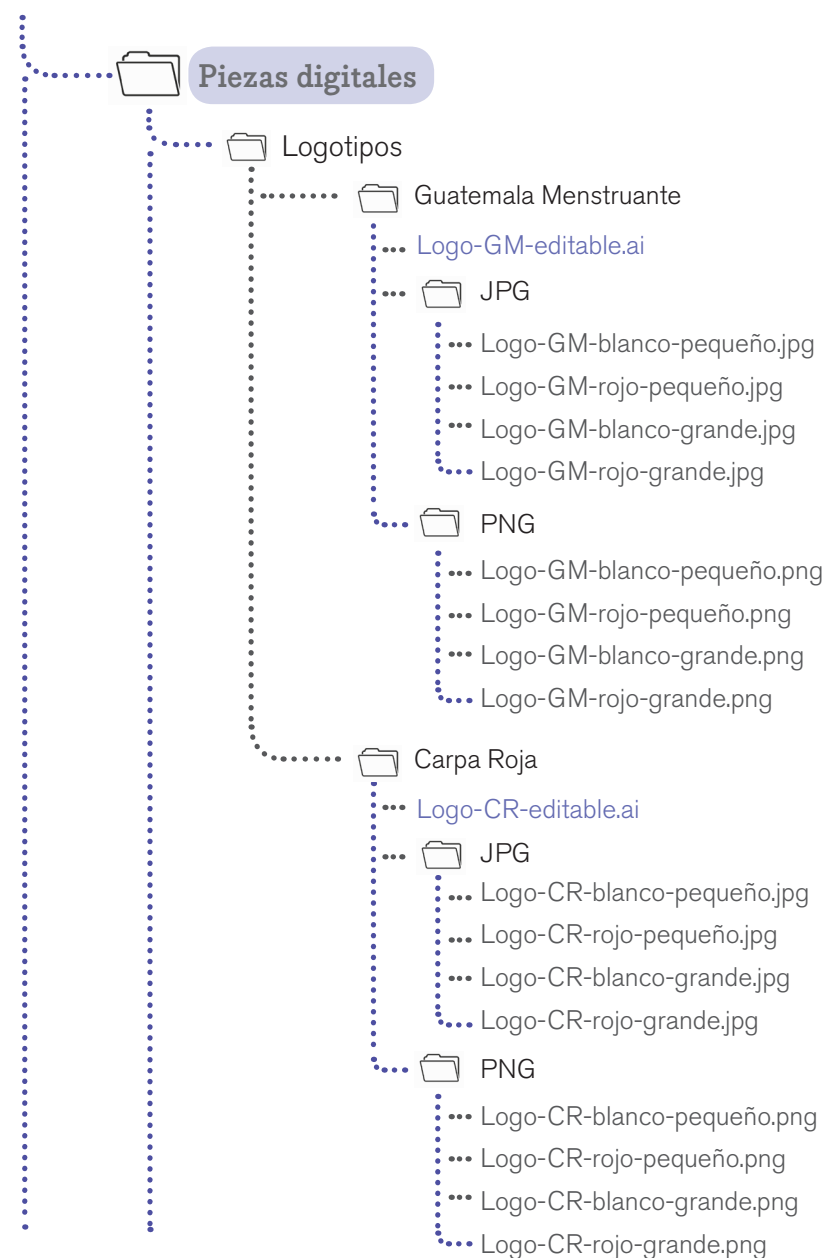 Piezas digitales
Logotipos
Guatemala Menstruante
Logo-GM-editable.ai
JPG
Logo-GM-blanco-pequeño.jpg
Logo-GM-rojo-pequeño.jpg
Logo-GM-blanco-grande.jpg
Logo-GM-rojo-grande.jpg
PNG
Logo-GM-blanco-pequeño.png
Logo-GM-rojo-pequeño.png
Logo-GM-blanco-grande.png
Logo-GM-rojo-grande.png
Carpa Roja
Logo-CR-editable.ai
JPG
Logo-CR-blanco-pequeño.jpg
Logo-CR-rojo-pequeño.jpg
Logo-CR-blanco-grande.jpg
Logo-CR-rojo-grande.jpg
PNG
Logo-CR-blanco-pequeño.png
Logo-CR-rojo-pequeño.png
Logo-CR-blanco-grande.png
Logo-CR-rojo-grande.png